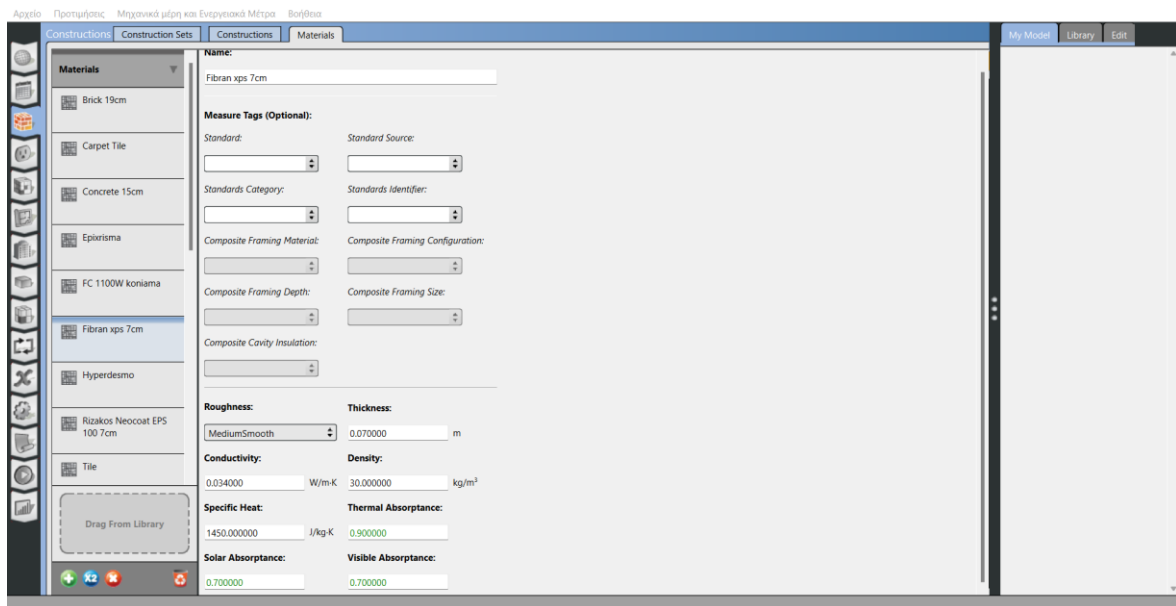 Αρχείο Προτιμήσεις Μηχανικά μέρη και Ενεργειακά Μέτρα Βοήθεια
Constructions Construction Sets Constructions Materials
My Model Library Edit
Materials
Brick 19cm
Carpet Tile
Concrete 15cm
Epixrisma
FC 1100W koniama
Fibran xps 7cm
Hyperdesmo
Rizakos Neocoat EPS
100 7cm
Tile
Drag From Library
X2
Name:
Fibran xps 7cm
Measure Tags (Optional):
Standard: Standard Source:
Standards Category: Standards Identifier:
Composite Framing Material: Composite Framing Configuration:
Composite Framing Depth: Composite Framing Size:
Composite Cavity Insulation:
Roughness: Thickness:
MediumSmooth 0.070000 m
Conductivity: Density:
0.034000 W/m·K 30.000000 kg/m³
Specific Heat: Thermal Absorptance:
1450.000000 J/kg·K 0.900000
Solar Absorptance: Visible Absorptance:
0.700000 0.700000